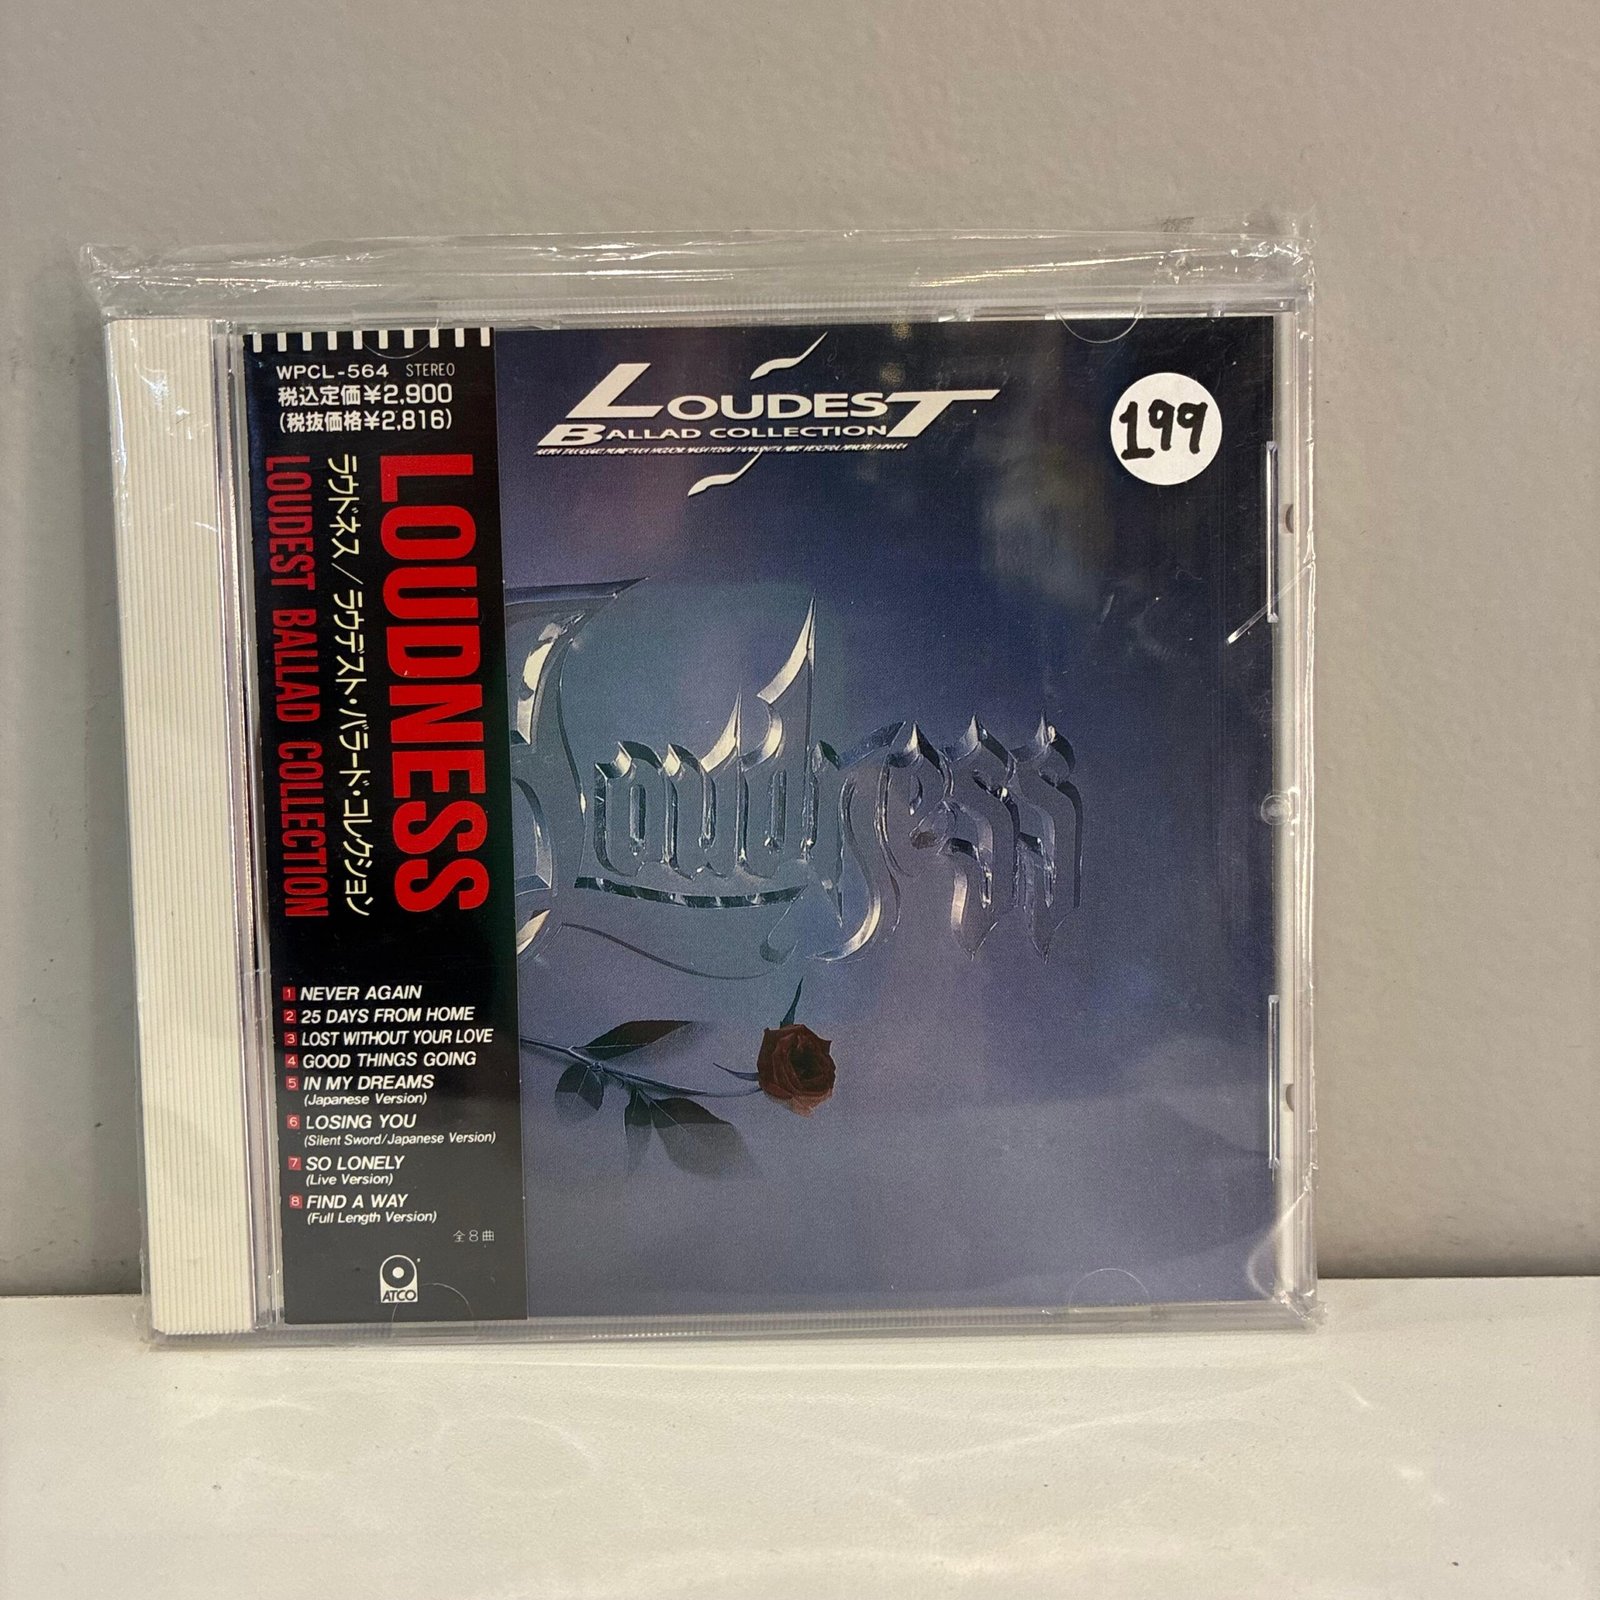 WPCL-564 STEREO
税込定価¥2,900
(税抜価格¥2,816)
LOUDNESS
ラウドネス/ラウデスト・バラード・コレクション
LOUDEST BALLAD COLLECTION
1 NEVER AGAIN
2 25 DAYS FROM HOME
3 LOST WITHOUT YOUR LOVE
4 GOOD THINGS GOING
5 IN MY DREAMS
(Japanese Version)
6 LOSING YOU
(Silent Sword/Japanese Version)
7 SO LONELY
(Live Version)
8 FIND A WAY
(Full Length Version)
全8曲
ATCO
LOUDEST
BALLAD COLLECTION
199
Loudness